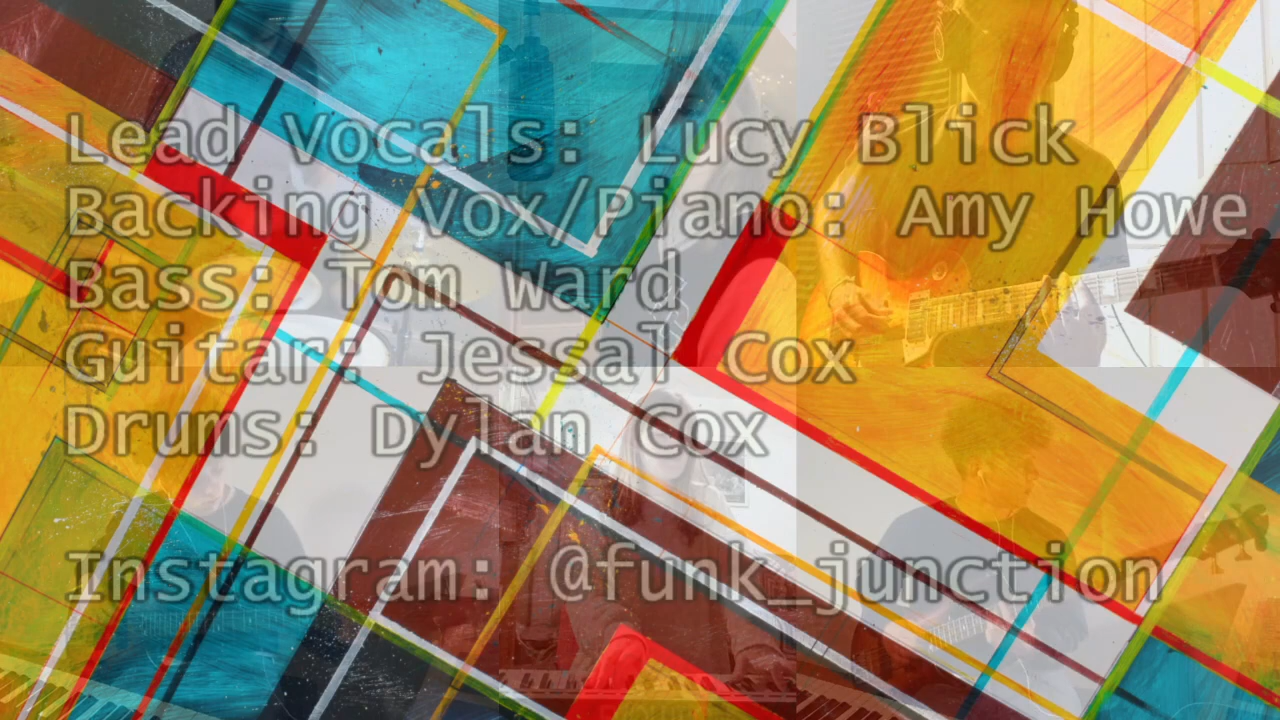 Lead Vocals: Lucy Blick
Backing Vox/Piano: Amy Howe
Bass: Tom Ward
Guitar: Jessal Cox
Drums: Dylan Cox
Instagram: @funk_junction